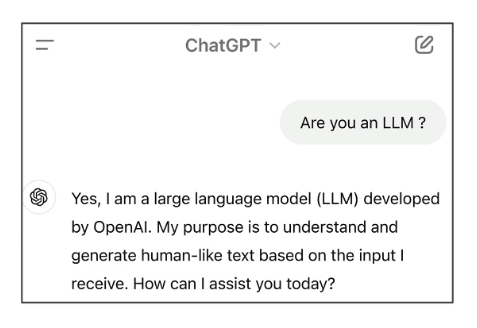 ChatGPT
Are you an LLM ?
Yes, I am a large language model (LLM) developed
by OpenAI. My purpose is to understand and
generate human-like text based on the input I
receive. How can I assist you today?